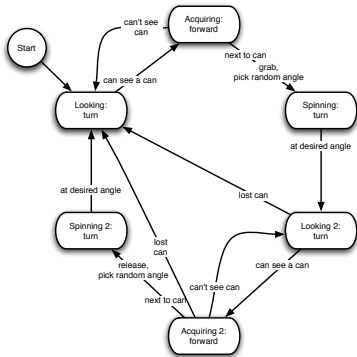 Acquiring:
forward
can't see
can
Start
next to can
grab,
pick random angle
can see a can
Looking:
turn
Spinning:
turn
at desired angle
at desired angle
lost can
Spinning 2:
turn
Looking 2:
turn
lost
can
release,
pick random angle
can see a can
can't see can
next to can
Acquiring 2:
forward